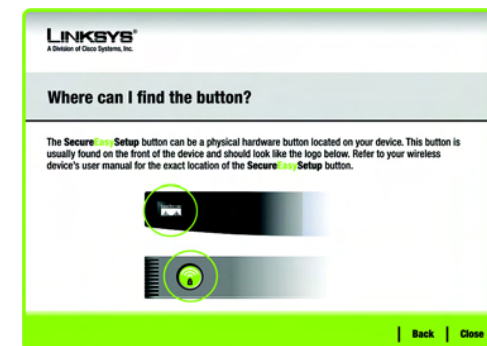 LINKSYS®
A Division of Cisco Systems, Inc.
Where can I find the button?
The SecureEasySetup button can be a physical hardware button located on your device. This button is
usually found on the front of the device and should look like the logo below. Refer to your wireless
device's user manual for the exact location of the SecureEasySetup button.
Back
Close